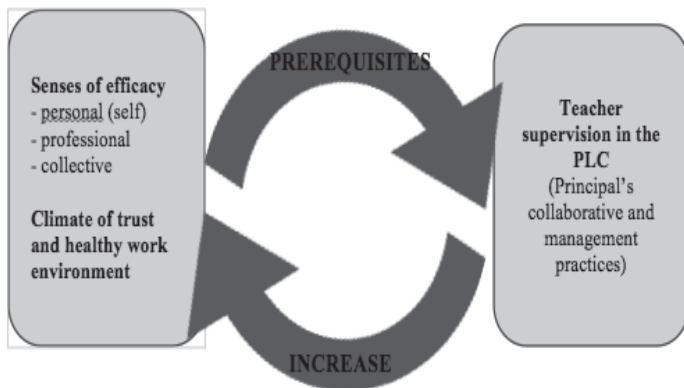 Senses of efficacy
- personal (self)
- professional
- collective
Climate of trust
and healthy work
environment
PREREQUISITES
INCREASE
Teacher
supervision in the
PLC
(Principal's
collaborative and
management
practices)